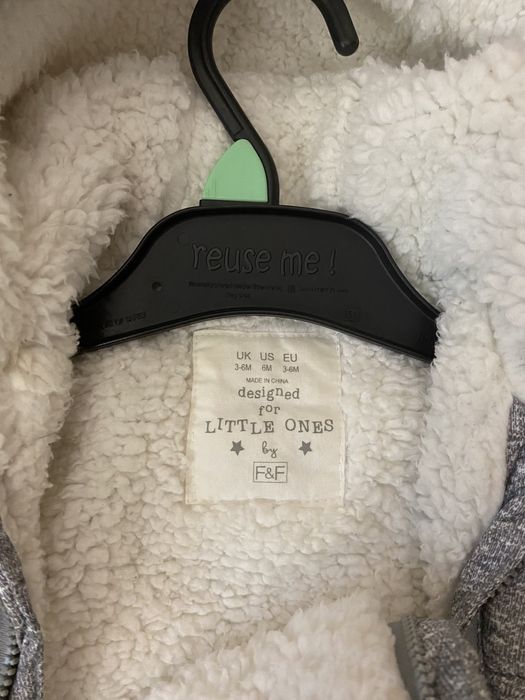 reuse me!
UK US EU
3-6M 6M 3-6M
MADE IN CHINA
designed
for
LITTLE ONES
by
F&F